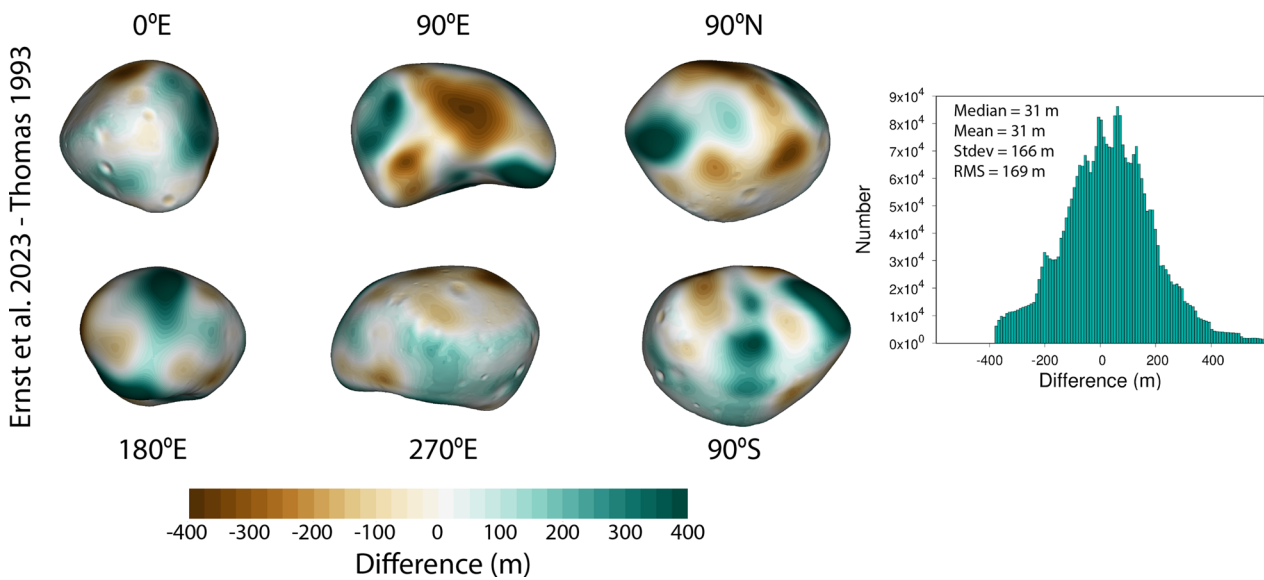 Ernst et al. 2023 - Thomas 1993
0ºE
90ºE
90ºN
180ºE
270ºE
90ºS
-400 -300 -200 -100 0 100 200 300 400
Difference (m)
Median = 31 m
Mean = 31 m
Stdev = 166 m
RMS = 169 m
Number
9x10⁴
8x10⁴
7x10⁴
6x10⁴
5x10⁴
4x10⁴
3x10⁴
2x10⁴
1x10⁴
0x10⁰
-400 -200 0 200 400
Difference (m)